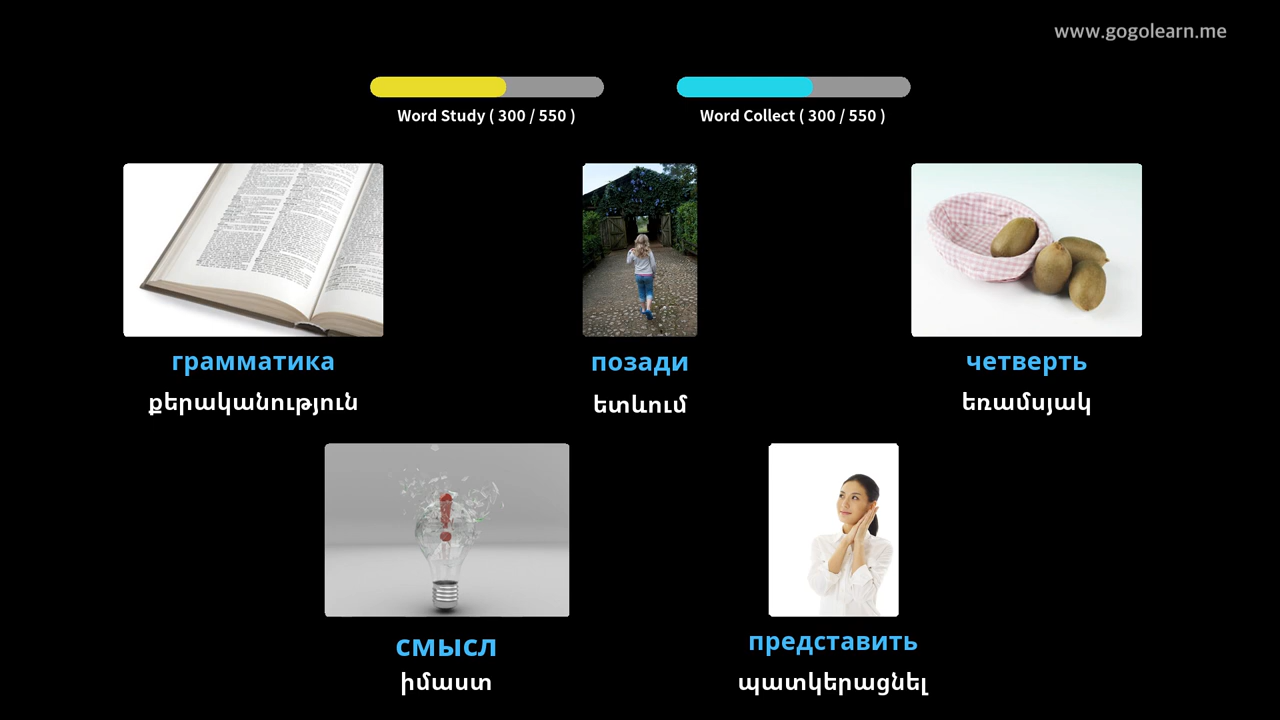 www.gogolearn.me
Word Study ( 300 / 550 )
Word Collect ( 300 / 550 )
грамматика
քերականություն
позади
ետևում
четверть
եռամսյակ
смысл
իմաստ
представить
պատկերացնել